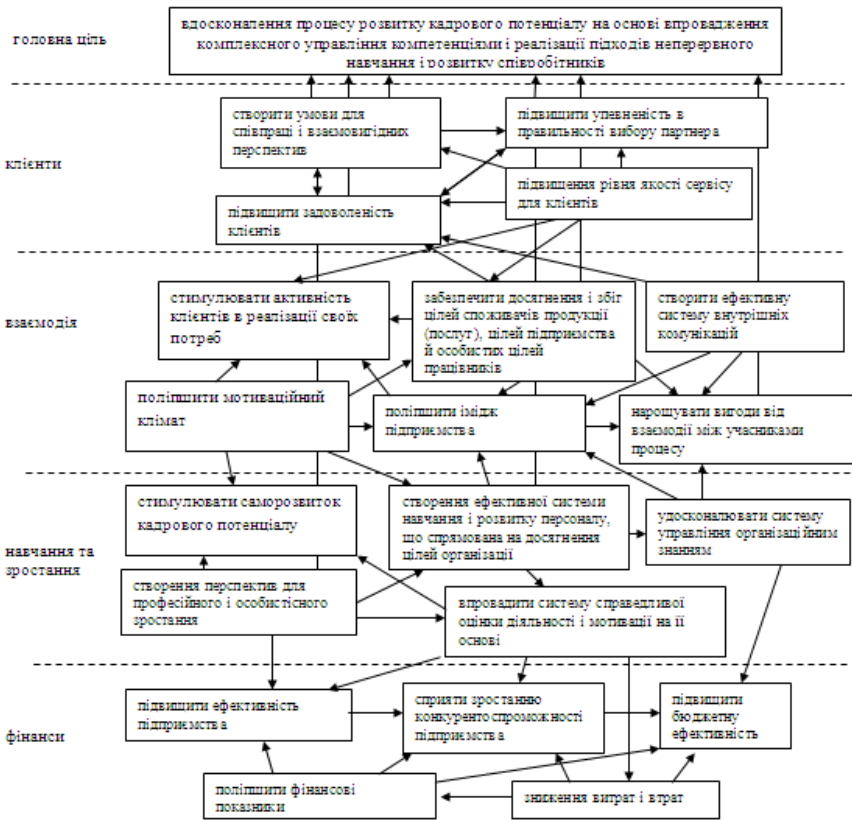 головна ціль
вдосконалення процесу розвитку кадрового потенціалу на основі впровадження
комплексного управління компетенціями і реалізації підходів неперервного
навчання і розвитку співробітників
клієнти
створити умови для
співпраці і взаємовигідних
перспектив
підвищити упевненість в
правильності вибору партнера
підвищення рівня якості сервісу
для клієнтів
підвищити задоволеність
клієнтів
взаємодія
стимулювати активність
клієнтів в реалізації своїх
потреб
забезпечити досягнення і збіг
цілей споживачів продукції
(послуг), цілей підприємства
й особистих цілей
працівників
створити ефективну
систему внутрішніх
комунікацій
поліпшити мотиваційний
клімат
поліпшити імідж
підприємства
нарощувати вигоди від
взаємодії між учасниками
процесу
навчання та
зростання
стимулювати саморозвиток
кадрового потенціалу
створення ефективної системи
навчання і розвитку персоналу,
що спрямована на досягнення
цілей організації
удосконалювати систему
управління організаційним
знанням
створення перспектив для
професійного і особистісного
зростання
впровадити систему справедливої
оцінки діяльності і мотивації на її
основі
фінанси
підвищити ефективність
підприємства
сприяти зростанню
конкурентоспроможності
підприємства
підвищити
бюджетну
ефективність
поліпшити фінансові
показники
зниження витрат і втрат